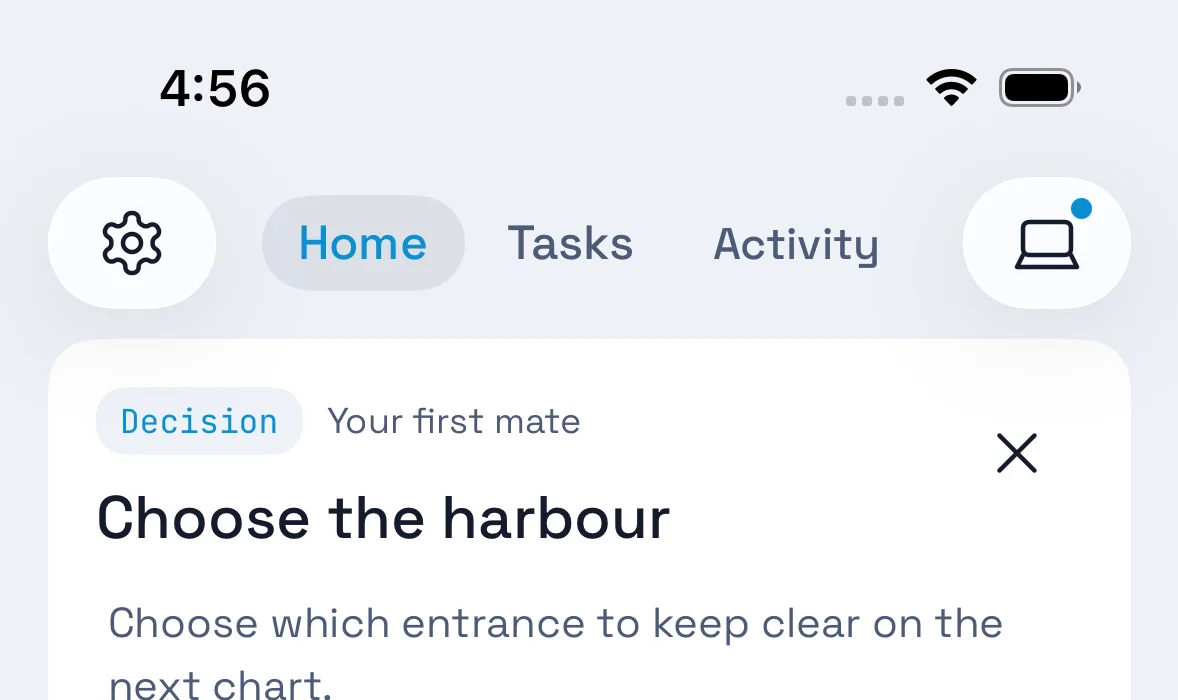 4:56
Home Tasks Activity
Decision Your first mate
Choose the harbour
Choose which entrance to keep clear on the
next chart.